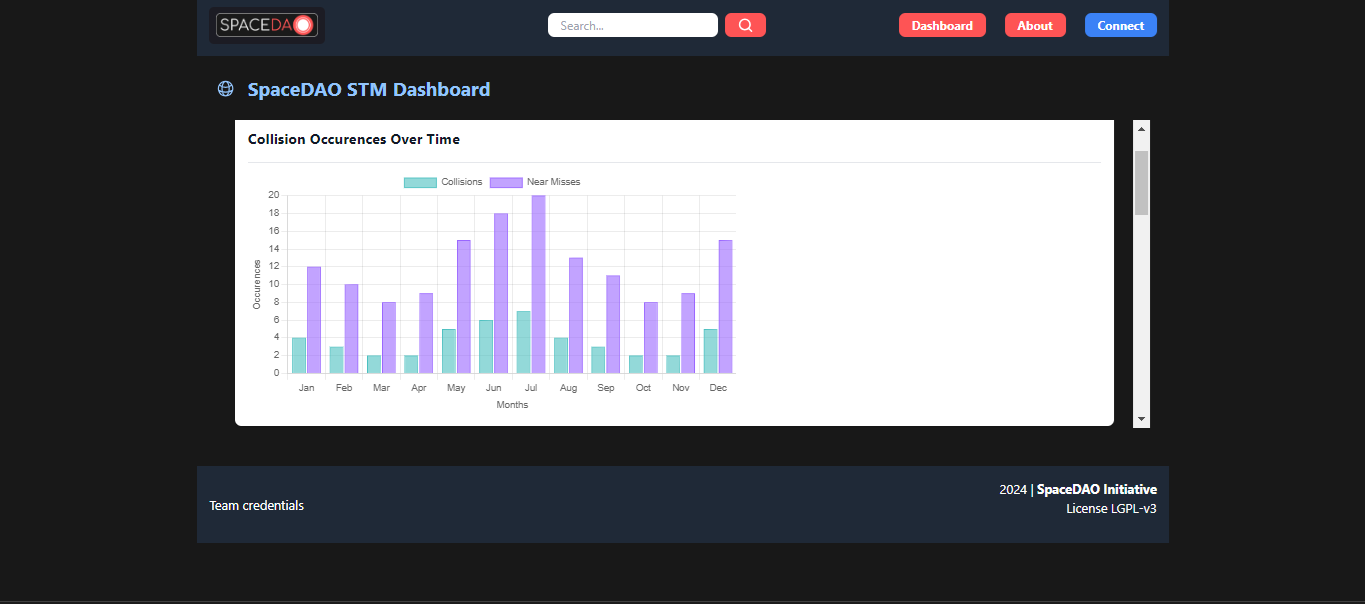 SPACEDAO
Search...
Dashboard
About
Connect
SpaceDAO STM Dashboard
Collision Occurences Over Time
Collisions
Near Misses
20
18
16
14
12
10
8
6
4
2
0
Occurences
Jan Feb Mar Apr May Jun Jul Aug Sep Oct Nov Dec
Months
Team credentials
2024 | SpaceDAO Initiative
License LGPL-v3